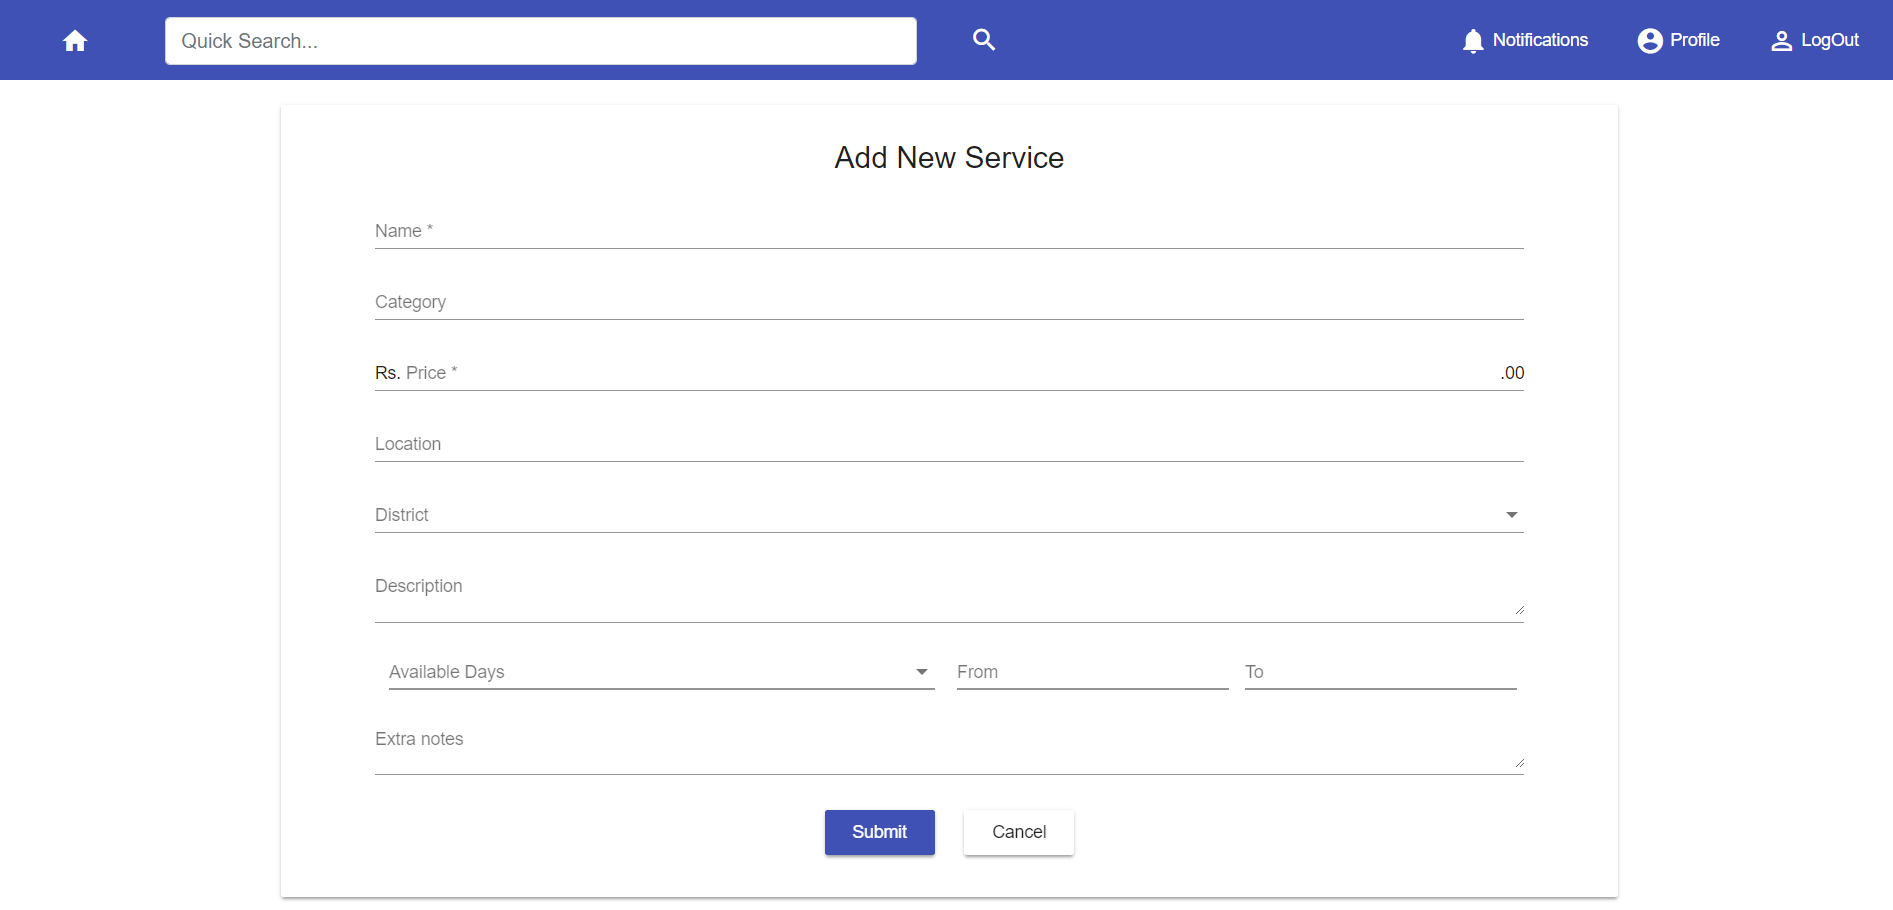 Quick Search...
Notifications
Profile
LogOut
Add New Service
Name *
Category
Rs. Price * .00
Location
District
Description
Available Days From To
Extra notes
Submit Cancel